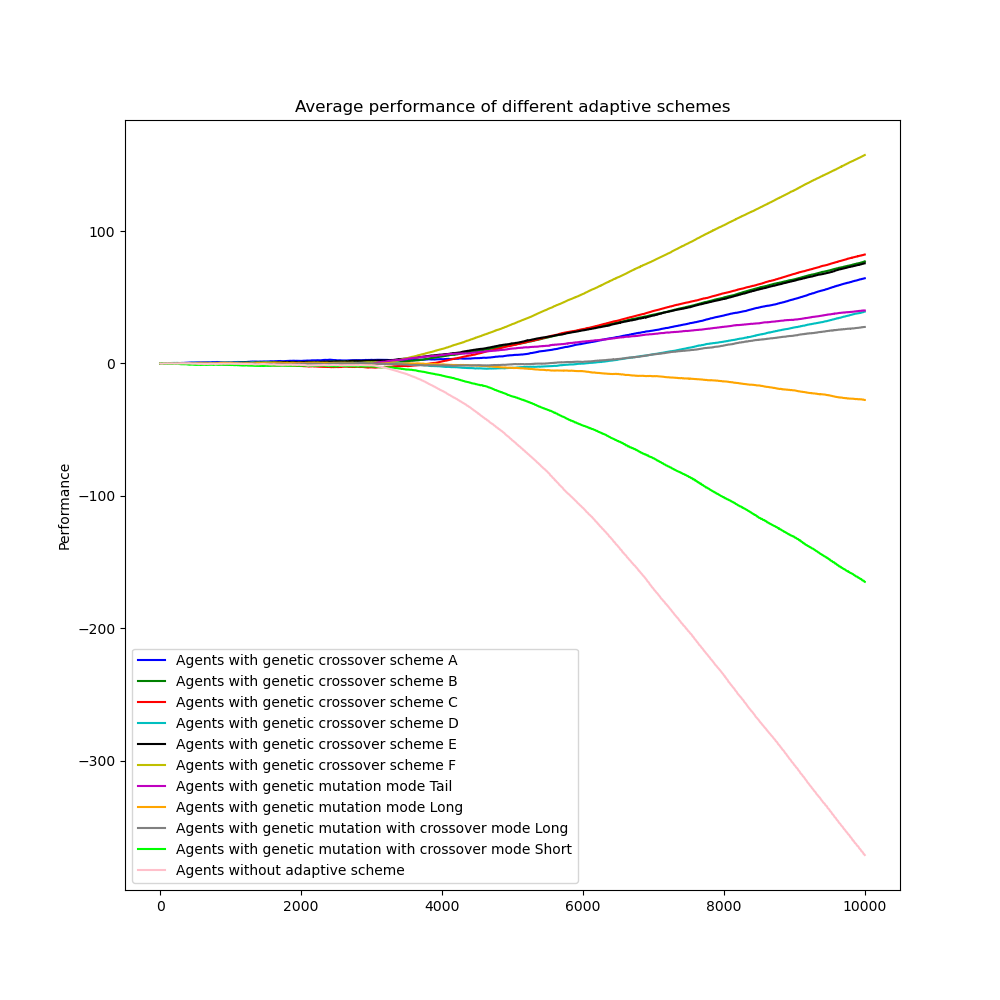 Average performance of different adaptive schemes
100
0
−100
−200
−300
Performance
Agents with genetic crossover scheme A
Agents with genetic crossover scheme B
Agents with genetic crossover scheme C
Agents with genetic crossover scheme D
Agents with genetic crossover scheme E
Agents with genetic crossover scheme F
Agents with genetic mutation mode Tail
Agents with genetic mutation mode Long
Agents with genetic mutation with crossover mode Long
Agents with genetic mutation with crossover mode Short
Agents without adaptive scheme
0 2000 4000 6000 8000 10000